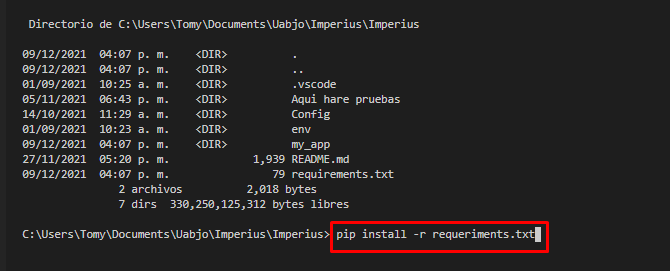 Directorio de C:\Users\Tomy\Documents\Uabjo\Imperius\Imperius
09/12/2021  04:07 p. m.    <DIR>          .
09/12/2021  04:07 p. m.    <DIR>          ..
01/09/2021  10:25 a. m.    <DIR>          .vscode
05/11/2021  06:43 p. m.    <DIR>          Aqui hare pruebas
14/10/2021  11:29 a. m.    <DIR>          Config
01/09/2021  10:23 a. m.    <DIR>          env
09/12/2021  04:07 p. m.    <DIR>          my_app
27/11/2021  05:20 p. m.             1,939 README.md
09/12/2021  04:07 p. m.                79 requirements.txt
2 archivos          2,018 bytes
7 dirs  330,250,125,312 bytes libres
C:\Users\Tomy\Documents\Uabjo\Imperius\Imperius> pip install -r requeriments.txt